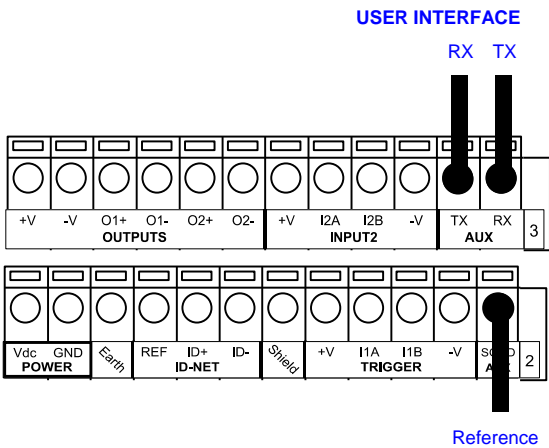 USER INTERFACE
RX TX
+V -V O1+ O1- O2+ O2- +V I2A I2B -V TX RX
OUTPUTS INPUT2 AUX
3
Vdc GND Earth REF ID+ ID- Shield +V I1A I1B -V
POWER ID-NET TRIGGER
2
Reference